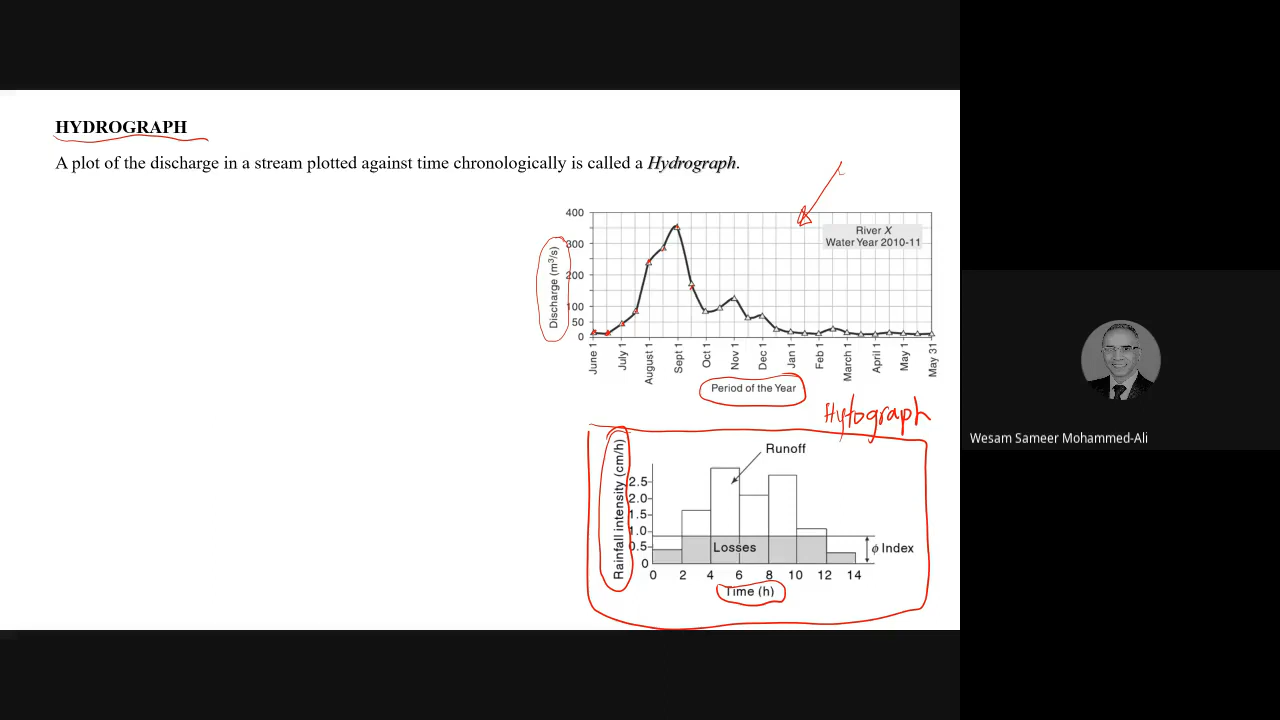 HYDROGRAPH
A plot of the discharge in a stream plotted against time chronologically is called a Hydrograph.
400
300
200
100
50
0
Discharge (m³/s)
River X
Water Year 2010-11
June 1
July 1
August 1
Sept 1
Oct 1
Nov 1
Dec 1
Jan 1
Feb 1
March 1
April 1
May 1
May 31
Period of the Year
Hytograph
Rainfall intensity (cm/h)
Runoff
2.5
2.0
1.5
1.0
0.5
0
Losses
ϕ Index
0 2 4 6 8 10 12 14
Time (h)
Wesam Sameer Mohammed-Ali